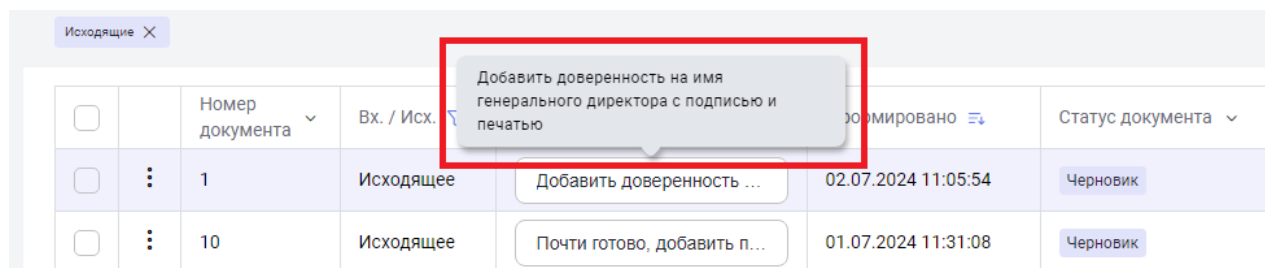 Исходящие
Добавить доверенность на имя
генерального директора с подписью и
печатью
Номер
документа
Вх. / Исх.
Статус документа
1
Исходящее
Добавить доверенность ...
02.07.2024 11:05:54
Черновик
10
Исходящее
Почти готово, добавить п...
01.07.2024 11:31:08
Черновик